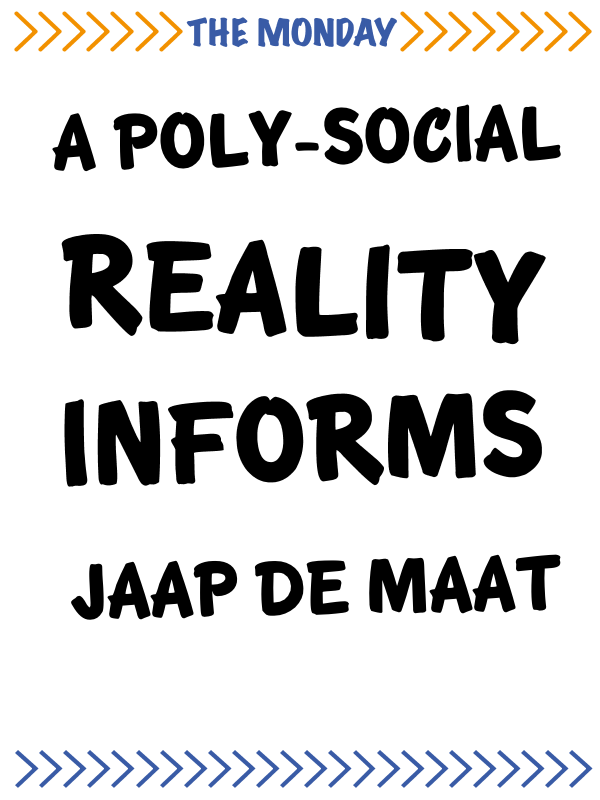 THE MONDAY
A POLY-SOCIAL
REALITY
INFORMS
JAAP DE MAAT